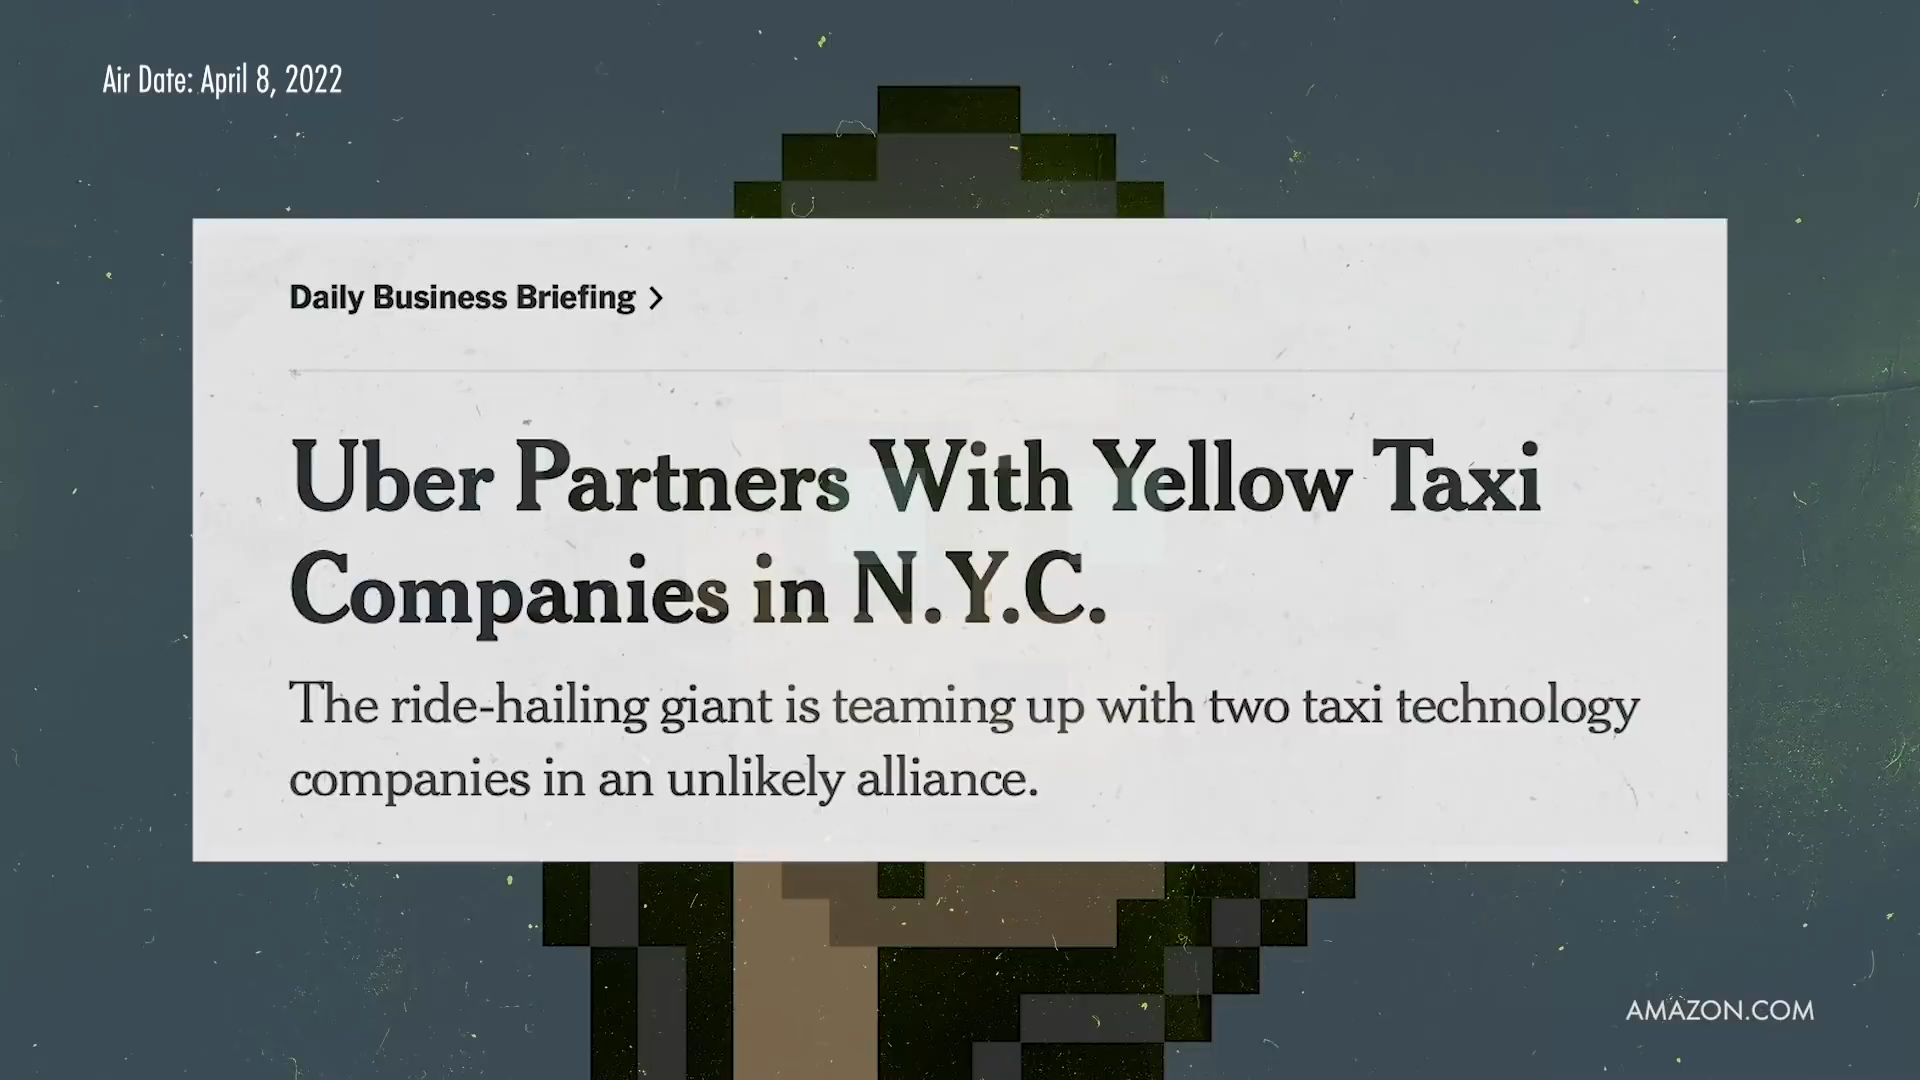 Air Date: April 8, 2022
Daily Business Briefing >
Uber Partners With Yellow Taxi
Companies in N.Y.C.
The ride-hailing giant is teaming up with two taxi technology
companies in an unlikely alliance.
AMAZON.COM